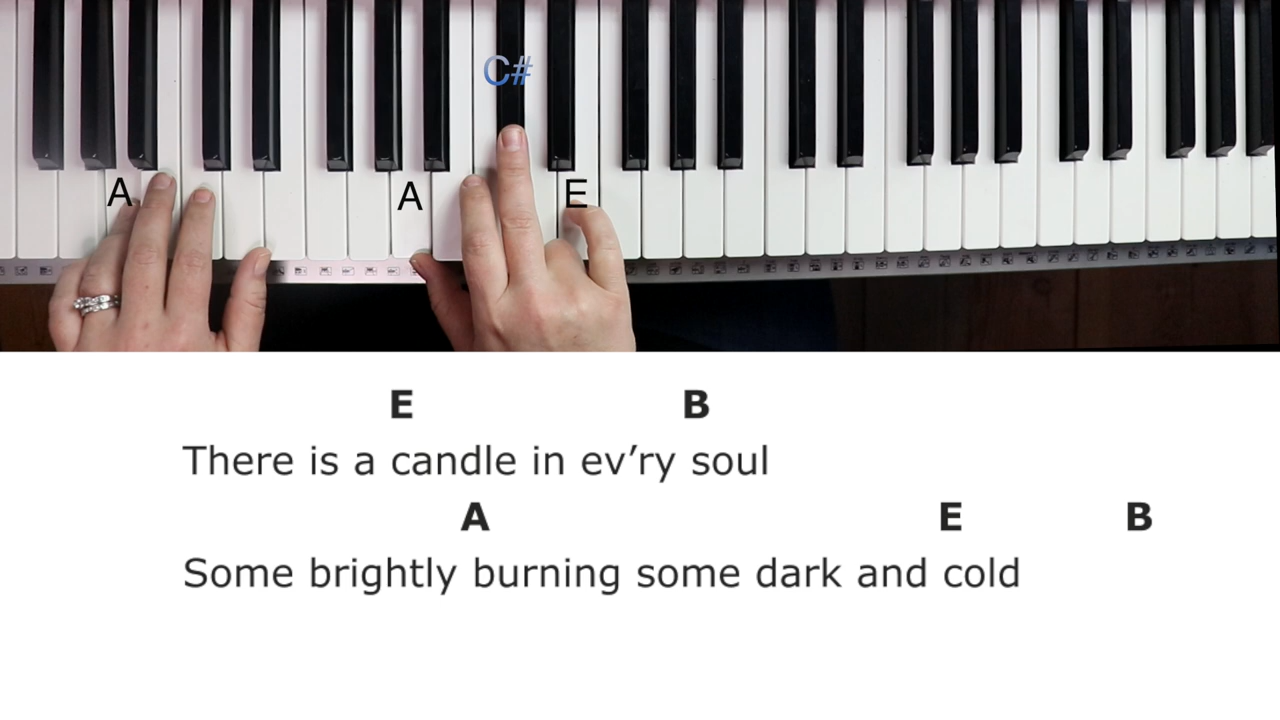 C#
A A E
E B
There is a candle in ev’ry soul
A E B
Some brightly burning some dark and cold